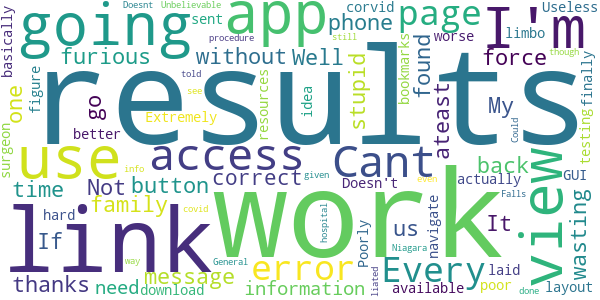 basically
Doesnt
Unbelievable
sent
corvid
page
worse
Useless
going
app
phone
I'm
limbo
furious
without
Well
found
force
finally
results
figure
one
go
idea
resources
stupid
bookmarks
My
testing
though
procedure
still
told
see
better
Extremely
ateast
surgeon
use
access
Cant
back
actually
GUI
view
time
Not
button
correct
given
Doesn't
even
Falls
Could
info
family
link
work
us
It
If
hard
covid
hospital
Poorly
navigate
laid
wasting
thanks
message
error
Every
poor
need
way
General
Niagara
download
information
liated
available
done
layout